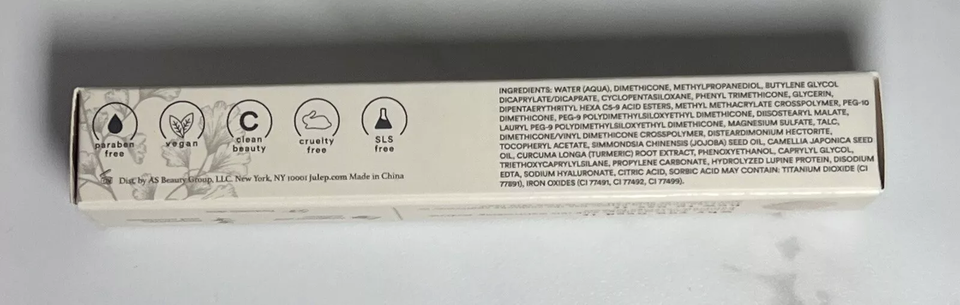 paraben
free
vegan
C
clean
beauty
cruelty
free
SLS
free
Dist. by AS Beauty Group, LLC. New York, NY 10001 julep.com Made in China
INGREDIENTS: WATER (AQUA), DIMETHICONE, METHYLPROPANEDIOL, BUTYLENE GLYCOL
DICAPRYLATE/DICAPRATE, CYCLOPENTASILOXANE, PHENYL TRIMETHICONE, GLYCERIN,
DIPENTAERYTHRITYL HEXA C5-9 ACID ESTERS, METHYL METHACRYLATE CROSSPOLYMER, PEG-10
DIMETHICONE, PEG-9 POLYDIMETHYLSILOXYETHYL DIMETHICONE, DIISOSTEARYL MALATE,
LAURYL PEG-9 POLYDIMETHYLSILOXYETHYL DIMETHICONE, MAGNESIUM SULFATE, TALC,
DIMETHICONE/VINYL DIMETHICONE CROSSPOLYMER, DISTEARDIMONIUM HECTORITE,
TOCOPHERYL ACETATE, SIMMONDSIA CHINENSIS (JOJOBA) SEED OIL, CAMELLIA JAPONICA SEED
OIL, CURCUMA LONGA (TURMERIC) ROOT EXTRACT, PHENOXYETHANOL, CAPRYLYL GLYCOL,
TRIETHOXYCAPRYLYLSILANE, PROPYLENE CARBONATE, HYDROLYZED LUPINE PROTEIN, DISODIUM
EDTA, SODIUM HYALURONATE, CITRIC ACID, SORBIC ACID MAY CONTAIN: TITANIUM DIOXIDE (CI
77891), IRON OXIDES (CI 77491, CI 77492, CI 77499).